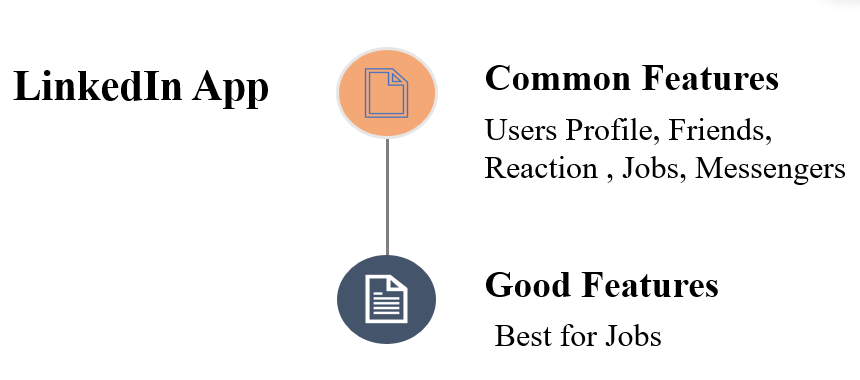 LinkedIn App
Common Features
Users Profile, Friends,
Reaction , Jobs, Messengers
Good Features
Best for Jobs